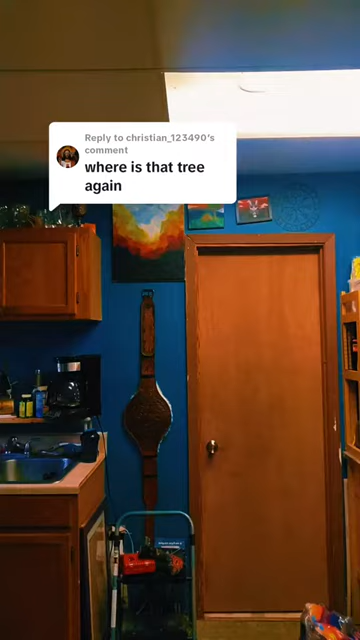 Reply to christian_123490's
comment
where is that tree
again